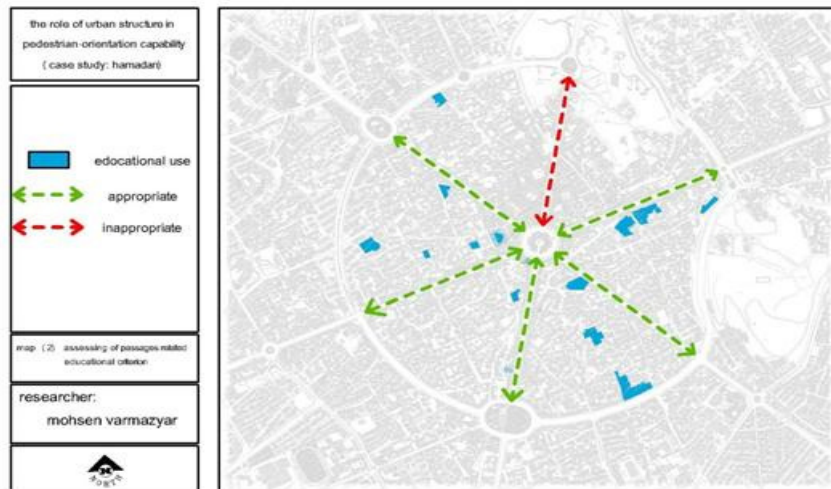 the role of urban structure in
pedestrian-orientation capability
( case study: hamadan)
edocational use
appropriate
inappropriate
map (2) assessing of passages related
educational criterion
researcher:
mohsen varmazyar
NORTH